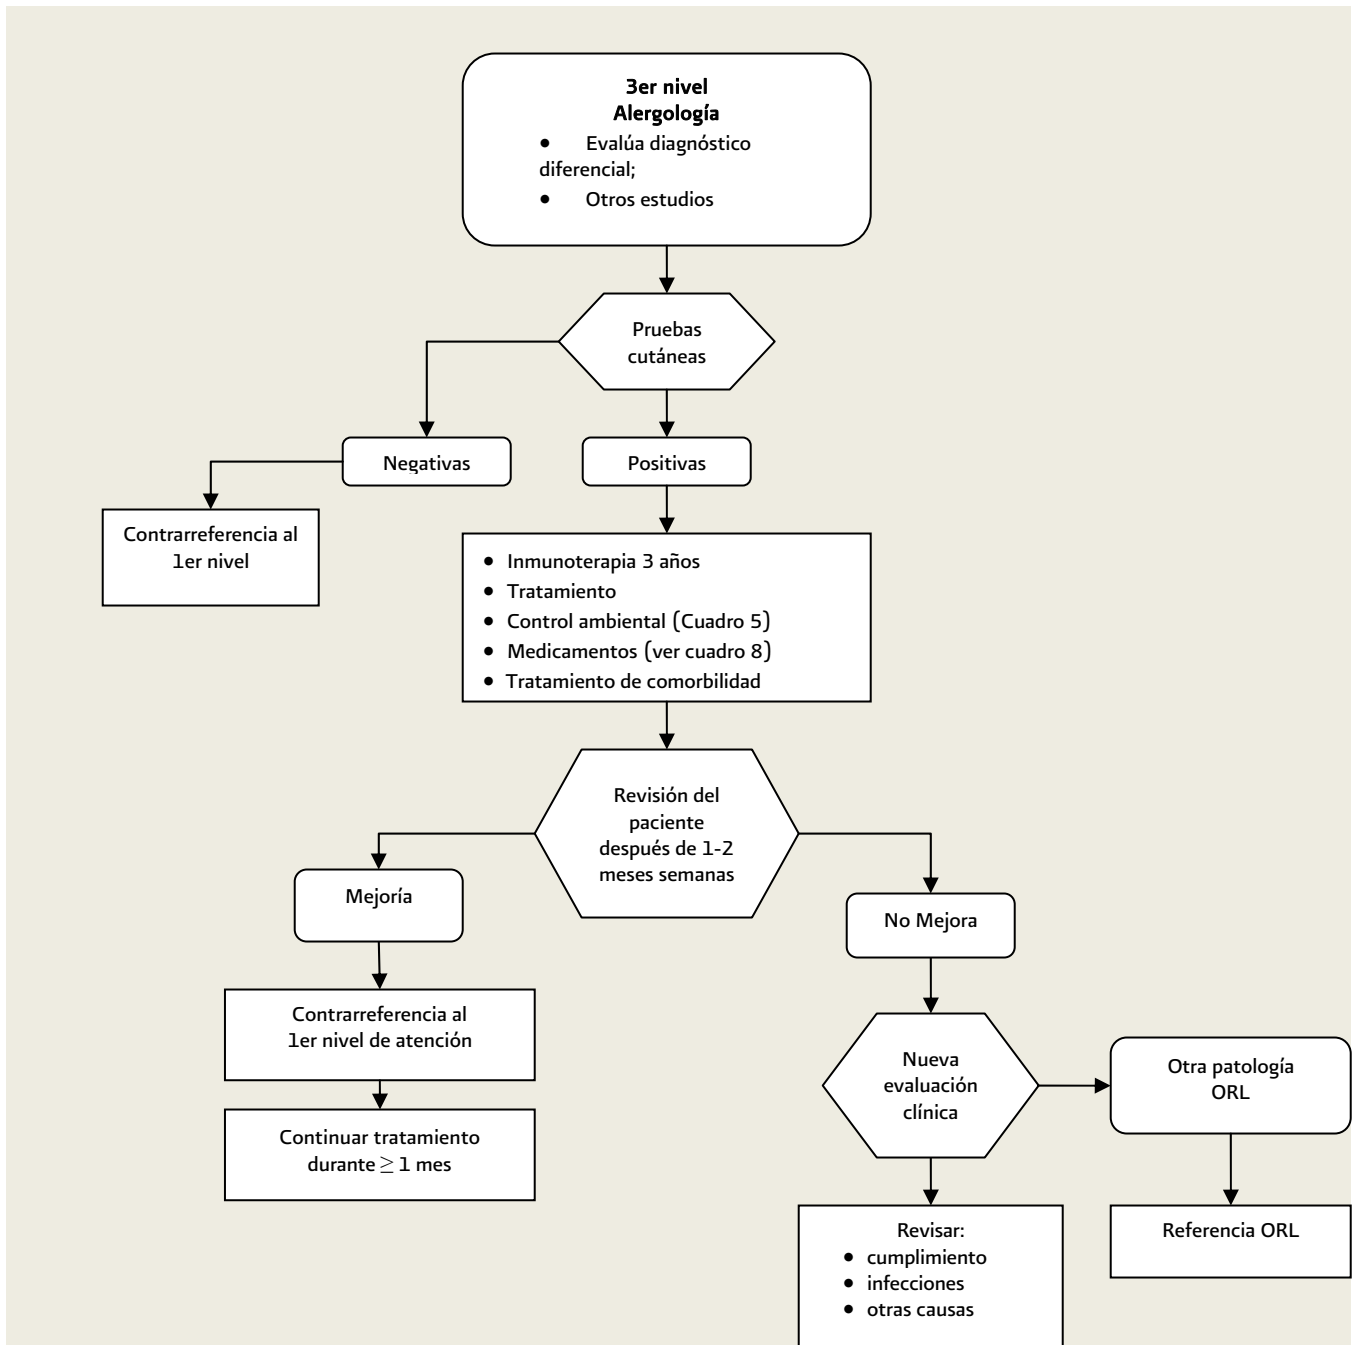 3er nivel
Alergología
● Evalúa diagnóstico
diferencial;
● Otros estudios
Pruebas
cutáneas
Negativas
Positivas
Contrarreferencia al
1er nivel
● Inmunoterapia 3 años
● Tratamiento
● Control ambiental (Cuadro 5)
● Medicamentos (ver cuadro 8)
● Tratamiento de comorbilidad
Revisión del
paciente
después de 1-2
meses semanas
Mejoría
No Mejora
Contrarreferencia al
1er nivel de atención
Nueva
evaluación
clínica
Otra patología
ORL
Continuar tratamiento
durante ≥ 1 mes
Revisar:
● cumplimiento
● infecciones
● otras causas
Referencia ORL